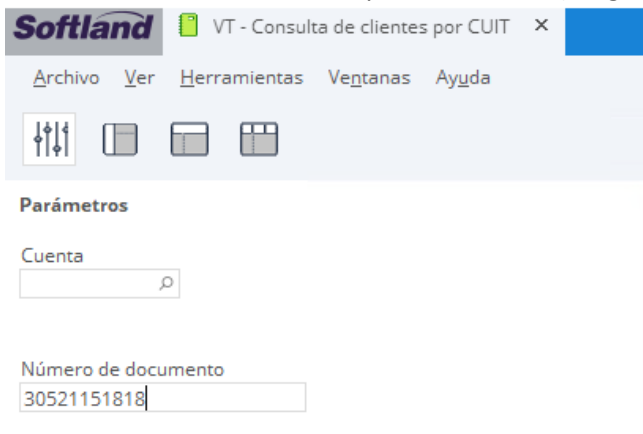 Softland VT - Consulta de clientes por CUIT ×
Archivo Ver Herramientas Ventanas Ayuda
Parámetros
Cuenta
Número de documento
30521151818